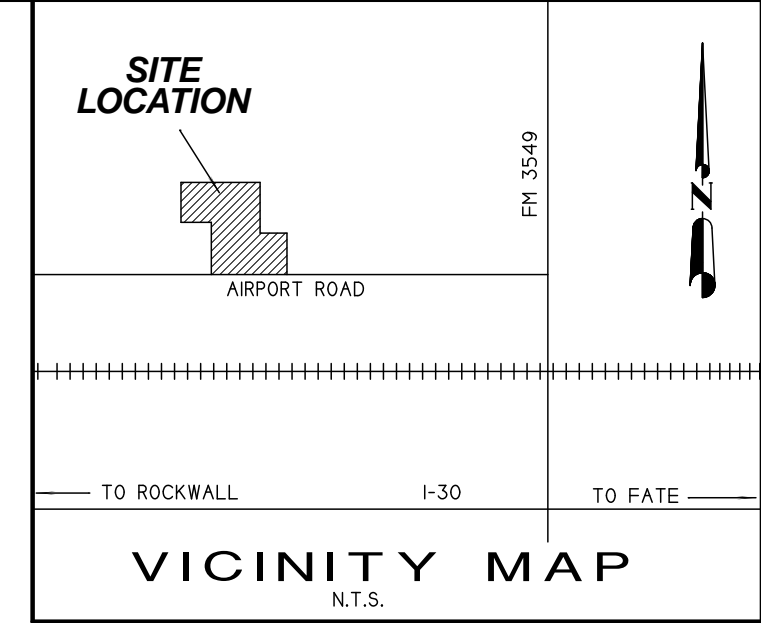 SITE
LOCATION
FM 3549
N
AIRPORT ROAD
TO ROCKWALL
I-30
TO FATE
VICINITY MAP
N.T.S.